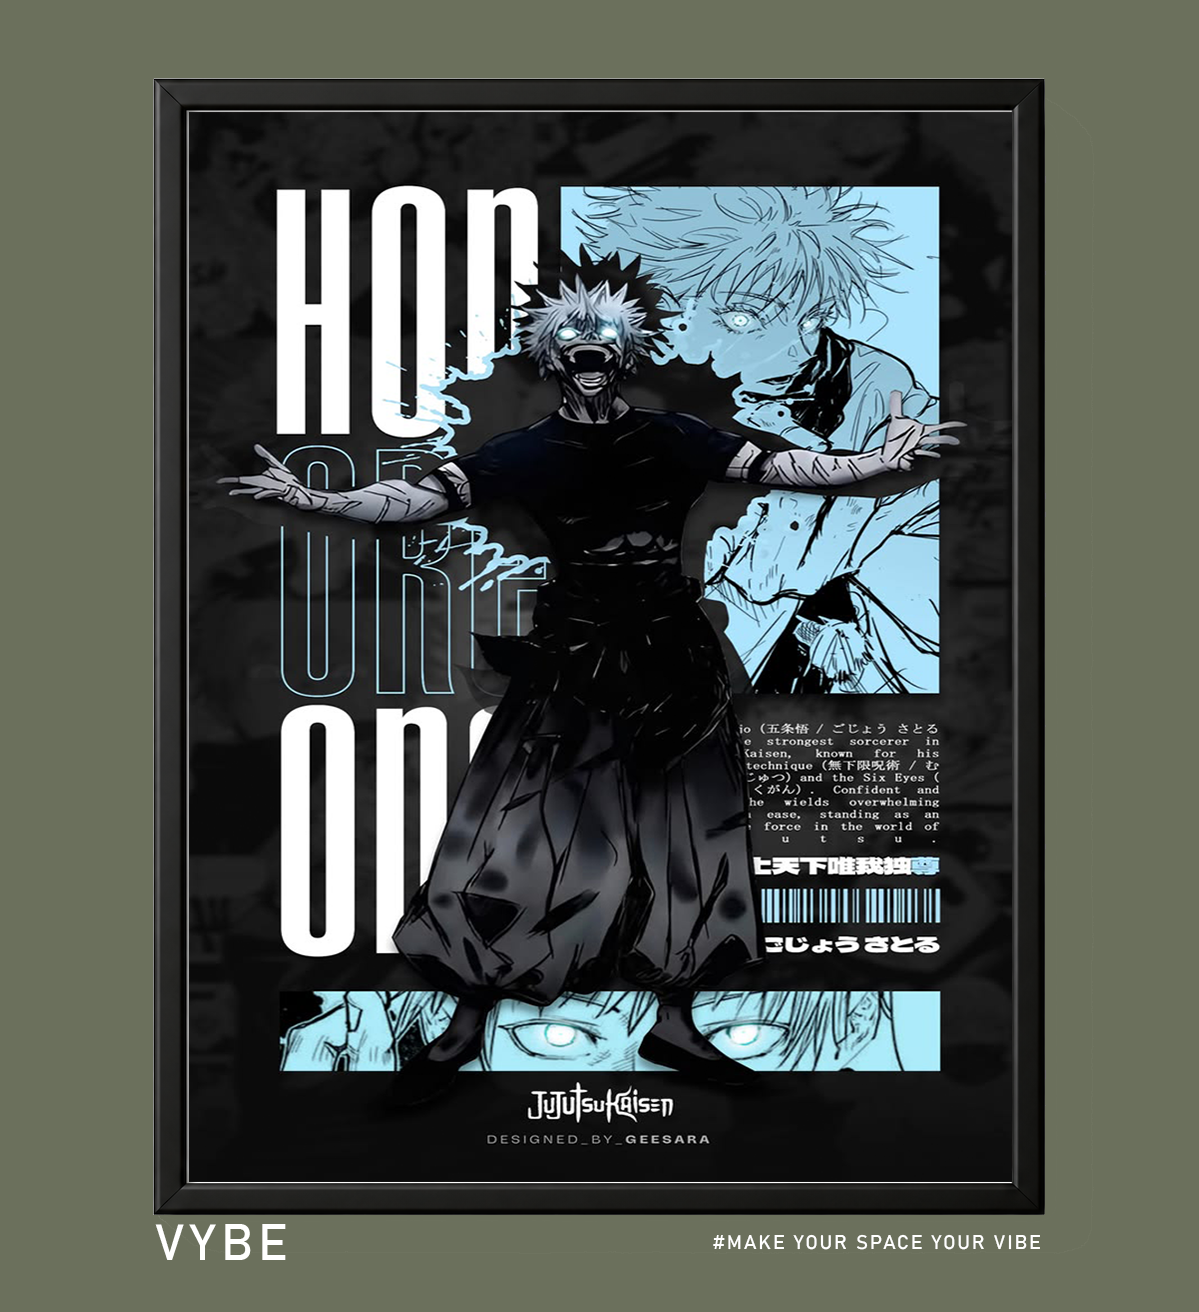 HON
ORE
ONE
jo (五条悟 / ごじょう さとる
e strongest sorcerer in
Kaisen, known for his
technique (無下限呪術 / む
じゅつ) and the Six Eyes (
くがん). Confident and
he wields overwhelming
ease, standing as an
force in the world of
u t s u .
上天下唯我独尊
ごじょうさとる
JUJUTSU KAISEN
DESIGNED_BY_GEESARA
VYBE
#MAKE YOUR SPACE YOUR VIBE